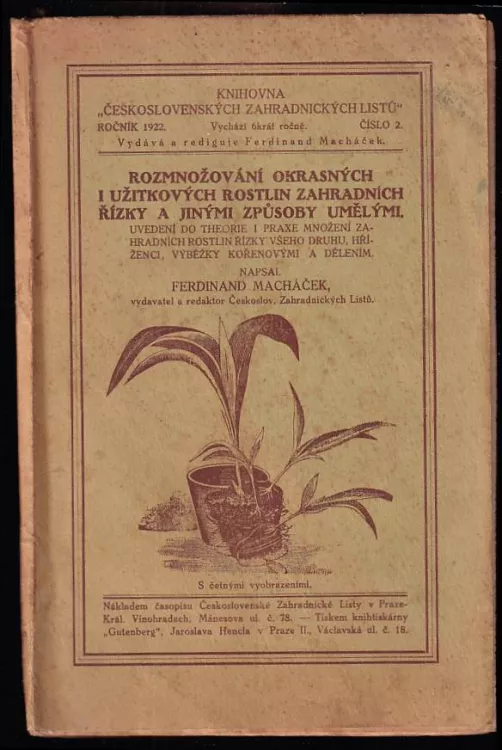 KNIHOVNA
„ČESKOSLOVENSKÝCH ZAHRADNICKÝCH LISTŮ"
ROČNÍK 1922. Vychází 6krát ročně. ČÍSLO 2.
Vydává a rediguje Ferdinand Macháček.
ROZMNOŽOVÁNÍ OKRASNÝCH
I UŽITKOVÝCH ROSTLIN ZAHRADNÍCH
ŘÍZKY A JINÝMI ZPŮSOBY UMĚLÝMI.
UVEDENÍ DO THEORIE I PRAXE MNOŽENÍ ZA-
HRADNÍCH ROSTLIN ŘÍZKY VŠEHO DRUHU, HŘÍ-
ŽENCI, VÝBĚŽKY KOŘENOVÝMI A DĚLENÍM.
NAPSAL
FERDINAND MACHÁČEK,
vydavatel a redaktor Českoslov. Zahradnických Listů.
S četnými vyobrazeními.
Nákladem časopisu Československé Zahradnické Listy v Praze-
Král. Vinohradech, Mánesova ul. č. 78. — Tiskem knihtiskárny
„Gutenberg", Jaroslava Hencla v Praze II., Václavská ul. č. 18.